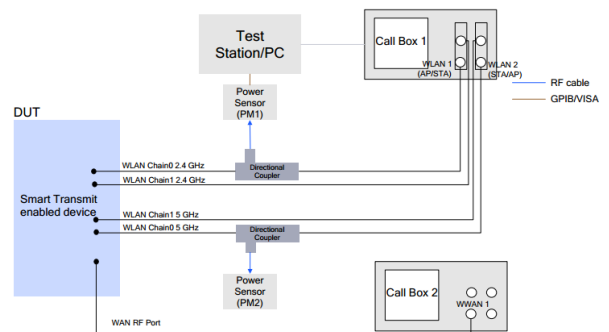 Test
Station/PC
Call Box 1
WLAN 1
(AP/STA)
WLAN 2
(STA/AP)
RF cable
GPIB/VISA
Power
Sensor
(PM1)
DUT
WLAN Chain0 2.4 GHz
Directional
Coupler
WLAN Chain1 2.4 GHz
Smart Transmit
enabled device
WLAN Chain1 5 GHz
WLAN Chain0 5 GHz
Directional
Coupler
Power
Sensor
(PM2)
Call Box 2
WWAN 1
WAN RF Port